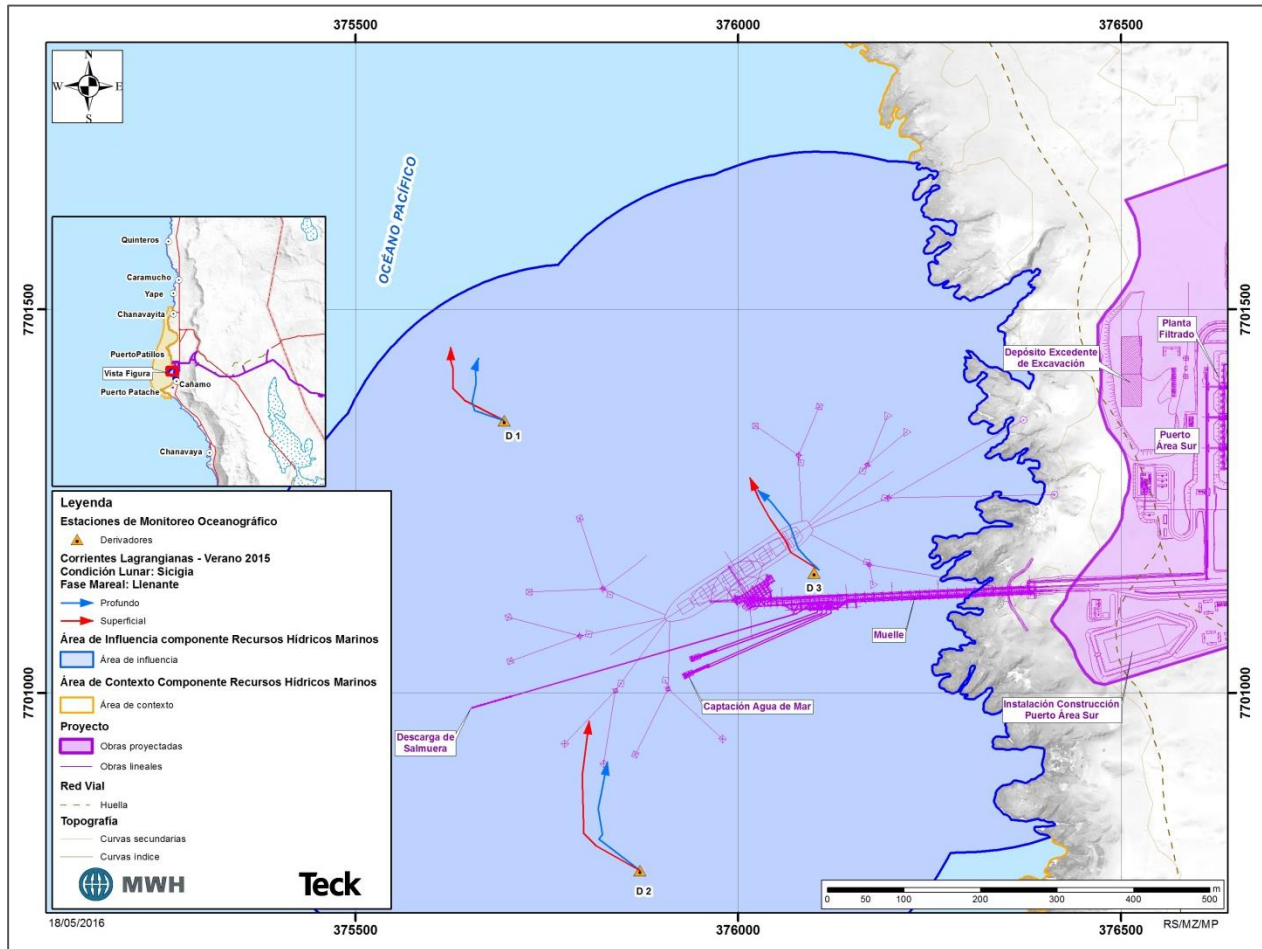 375500
376000
376500
N
W
E
S
OCÉANO PACÍFICO
7701500
7701500
Quinteros
Caramucho
Yape
Chanavayita
PuertoPatillos
Vista Figura
Cáñamo
Puerto Patache
Chanavaya
Planta
Filtrado
Depósito Excedente
de Excavación
Puerto
Área Sur
D 1
D 3
Muelle
Captación Agua de Mar
Descarga de
Salmuera
Instalación Construcción
Puerto Área Sur
D 2
7701000
7701000
Leyenda
Estaciones de Monitoreo Oceanográfico
Derivadores
Corrientes Lagrangianas - Verano 2015
Condición Lunar: Sicigia
Fase Mareal: Llenante
Profundo
Superficial
Área de Influencia componente Recursos Hídricos Marinos
Área de influencia
Área de Contexto Componente Recursos Hídricos Marinos
Área de contexto
Proyecto
Obras proyectadas
Obras lineales
Red Vial
Huella
Topografía
Curvas secundarias
Curvas índice
MWH
Teck
m
0 50 100 200 300 400 500
18/05/2016
375500
376000
376500
RS/MZ/MP